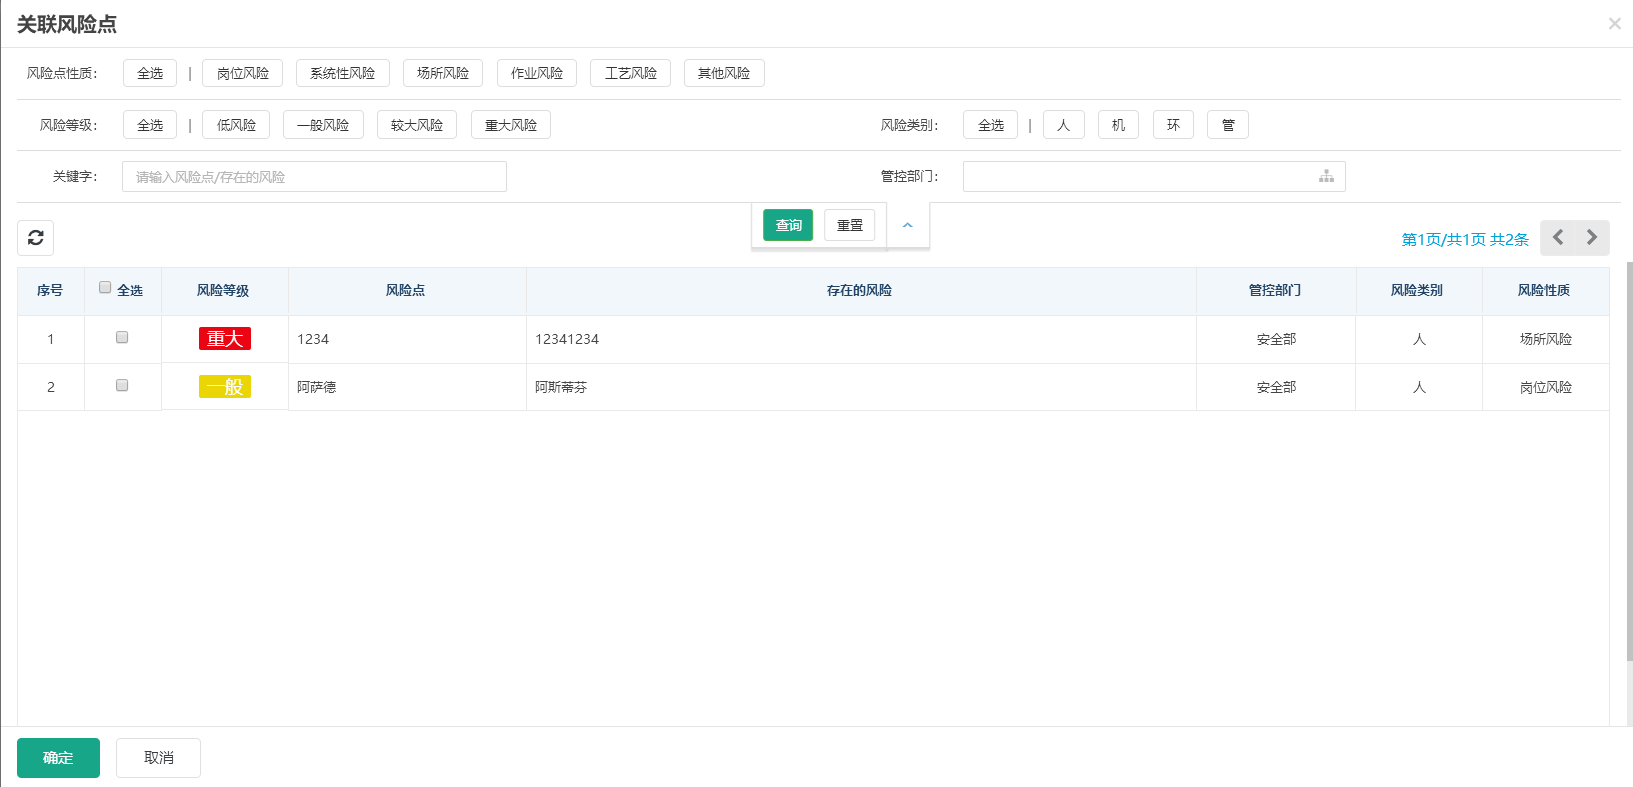 关联风险点 ×
风险点性质： 全选 | 岗位风险 系统性风险 场所风险 作业风险 工艺风险 其他风险
风险等级： 全选 | 低风险 一般风险 较大风险 重大风险 风险类别： 全选 | 人 机 环 管
关键字： 请输入风险点/存在的风险 管控部门：
查询 重置
第1页/共1页 共2条
序号 全选 风险等级 风险点 存在的风险 管控部门 风险类别 风险性质
1 重大 1234 12341234 安全部 人 场所风险
2 一般 阿萨德 阿斯蒂芬 安全部 人 岗位风险
确定 取消